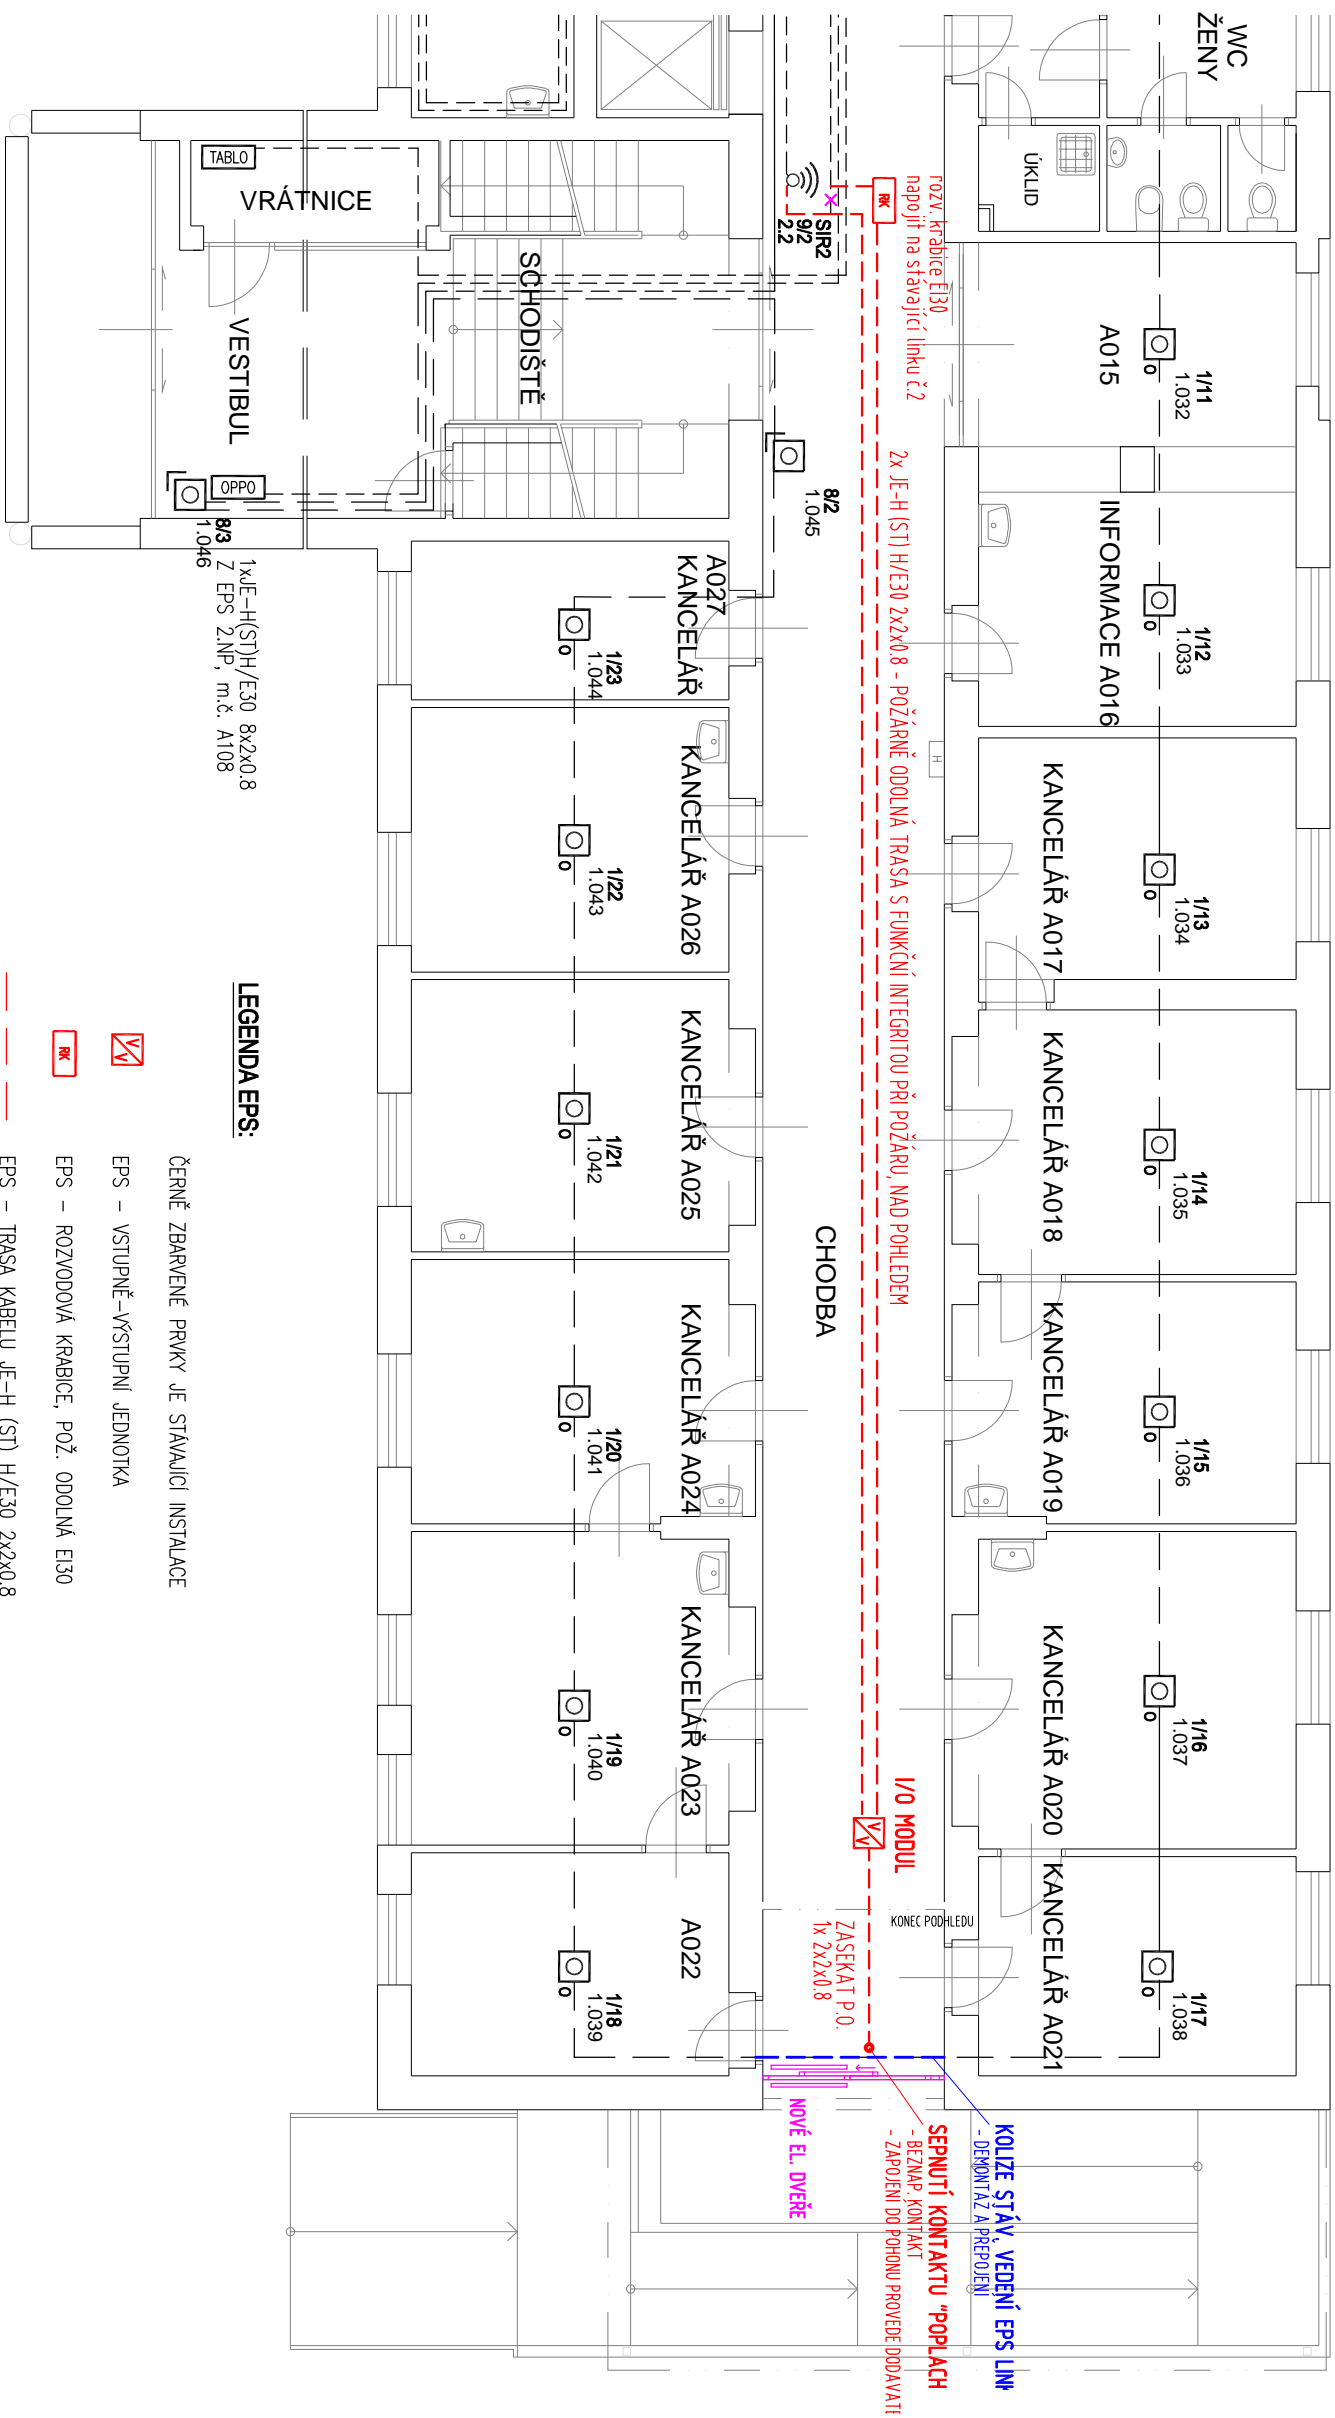 WC
ŽENY
ÚKLID
A015
1/11
1.032
INFORMACE A016
1/12
1.033
KANCELÁŘ A017
1/13
1.034
KANCELÁŘ A018
1/14
1.035
KANCELÁŘ A019
1/15
1.036
KANCELÁŘ A020
1/16
1.037
KANCELÁŘ A021
1/17
1.038
RK
rozv. krabice EI30
napojit na stávající linku č.2
SIR2
9/2
2.2
2x JE-H (ST) H/E30 2x2x0.8 - POŽÁRNĚ ODOLNÁ TRASA S FUNKČNÍ INTEGRITOU PŘI POŽÁRU, NAD POHLEDEM
H
CHODBA
I/O MODUL
V/V
KONEC PODHLEDU
ZASEKAT P.O.
1x 2x2x0.8
KOLIZE STÁV. VEDENÍ EPS LINK
- DEMONTÁŽ A PŘEPOJENÍ
SEPNUTÍ KONTAKTU "POPLACH
- BEZNAP. KONTAKT
- ZAPOJENÍ DO POHONU PROVEDE DODAVATE
NOVÉ EL. DVEŘE
TABLO
VRÁTNICE
SCHODIŠTĚ
VESTIBUL
OPPO
8/2
1.045
8/3
1.046
1xJE-H(ST)H/E30 8x2x0.8
Z EPS 2.NP, m.č. A108
A027
KANCELÁŘ
1/23
1.044
KANCELÁŘ A026
1/22
1.043
KANCELÁŘ A025
1/21
1.042
KANCELÁŘ A024
1/20
1.041
KANCELÁŘ A023
1/19
1.040
A022
1/18
1.039
LEGENDA EPS:
ČERNĚ ZBARVENÉ PRVKY JE STÁVAJÍCÍ INSTALACE
V/V
EPS - VSTUPNĚ-VÝSTUPNÍ JEDNOTKA
RK
EPS - ROZVODOVÁ KRABICE, POŽ. ODOLNÁ EI30
EPS - TRASA KABELU JE-H (ST) H/E30 2x2x0.8